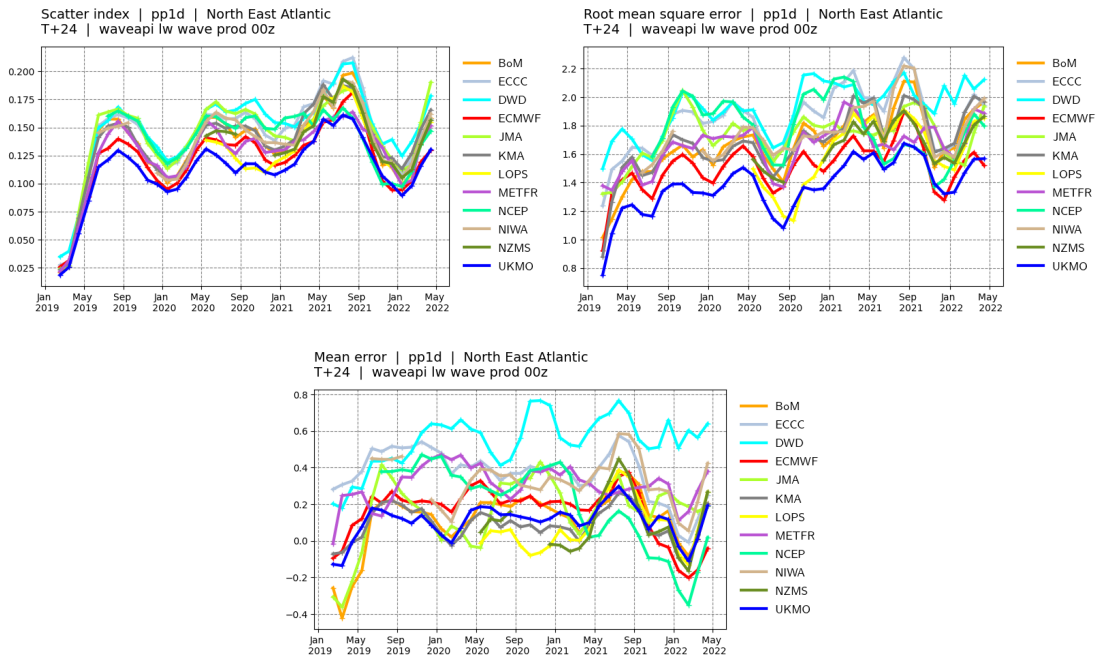 Scatter index | pp1d | North East Atlantic
T+24 | waveapi lw wave prod 00z
0.200
0.175
0.150
0.125
0.100
0.075
0.050
0.025
Jan May Sep Jan May Sep Jan May Sep Jan May
2019 2019 2019 2020 2020 2020 2021 2021 2021 2022 2022
BoM
ECCC
DWD
ECMWF
JMA
KMA
LOPS
METFR
NCEP
NIWA
NZMS
UKMO
Root mean square error | pp1d | North East Atlantic
T+24 | waveapi lw wave prod 00z
2.2
2.0
1.8
1.6
1.4
1.2
1.0
0.8
Jan May Sep Jan May Sep Jan May Sep Jan May
2019 2019 2019 2020 2020 2020 2021 2021 2021 2022 2022
BoM
ECCC
DWD
ECMWF
JMA
KMA
LOPS
METFR
NCEP
NIWA
NZMS
UKMO
Mean error | pp1d | North East Atlantic
T+24 | waveapi lw wave prod 00z
0.8
0.6
0.4
0.2
0.0
−0.2
−0.4
Jan May Sep Jan May Sep Jan May Sep Jan May
2019 2019 2019 2020 2020 2020 2021 2021 2021 2022 2022
BoM
ECCC
DWD
ECMWF
JMA
KMA
LOPS
METFR
NCEP
NIWA
NZMS
UKMO